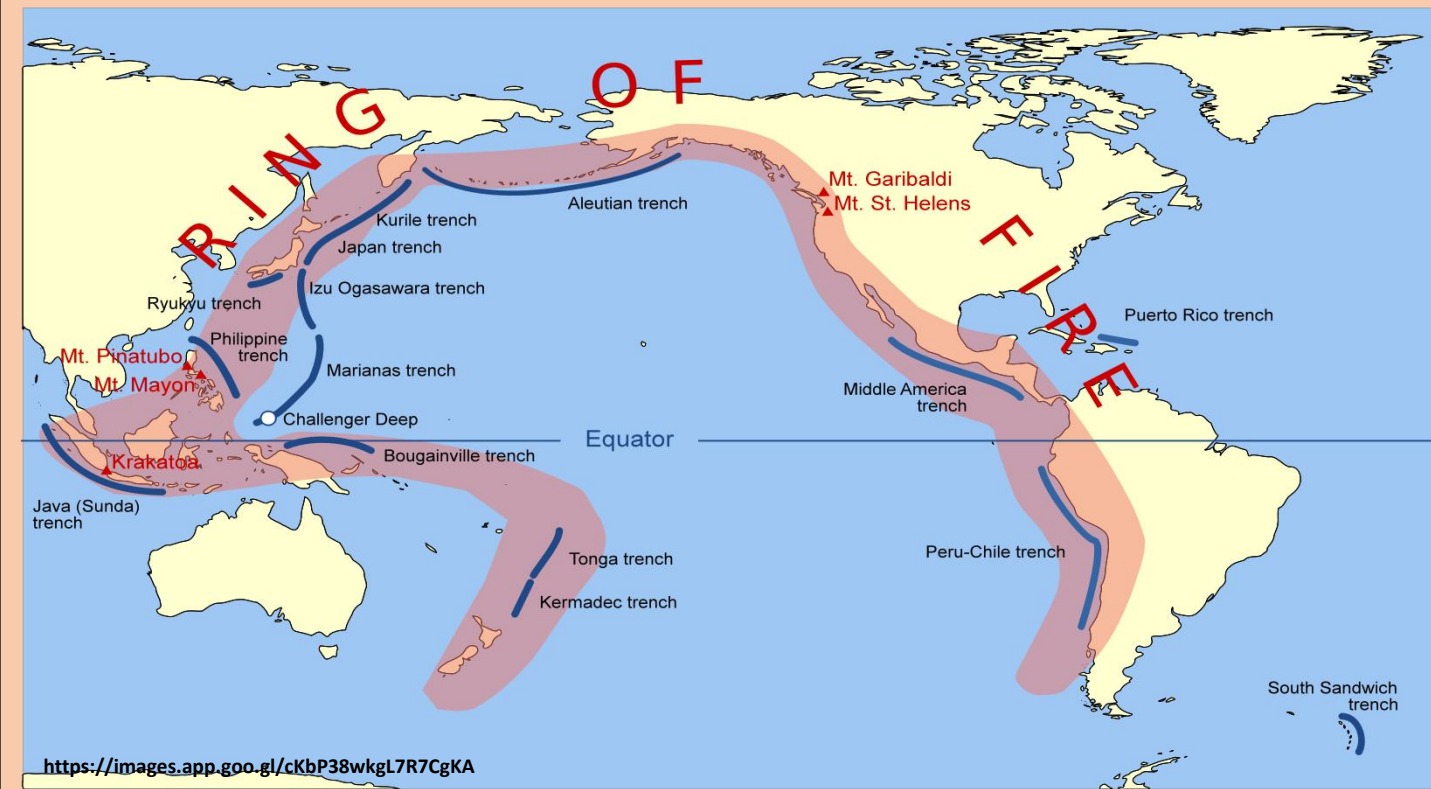 RING OF FIRE
Mt. Garibaldi
Mt. St. Helens
Aleutian trench
Kurile trench
Japan trench
Izu Ogasawara trench
Ryukyu trench
Puerto Rico trench
Philippine
trench
Mt. Pinatubo
Marianas trench
Mt. Mayon
Middle America
trench
Challenger Deep
Equator
Bougainville trench
Krakatoa
Java (Sunda)
trench
Tonga trench
Peru-Chile trench
Kermadec trench
South Sandwich
trench
https://images.app.goo.gl/cKbP38wkgL7R7CgKA